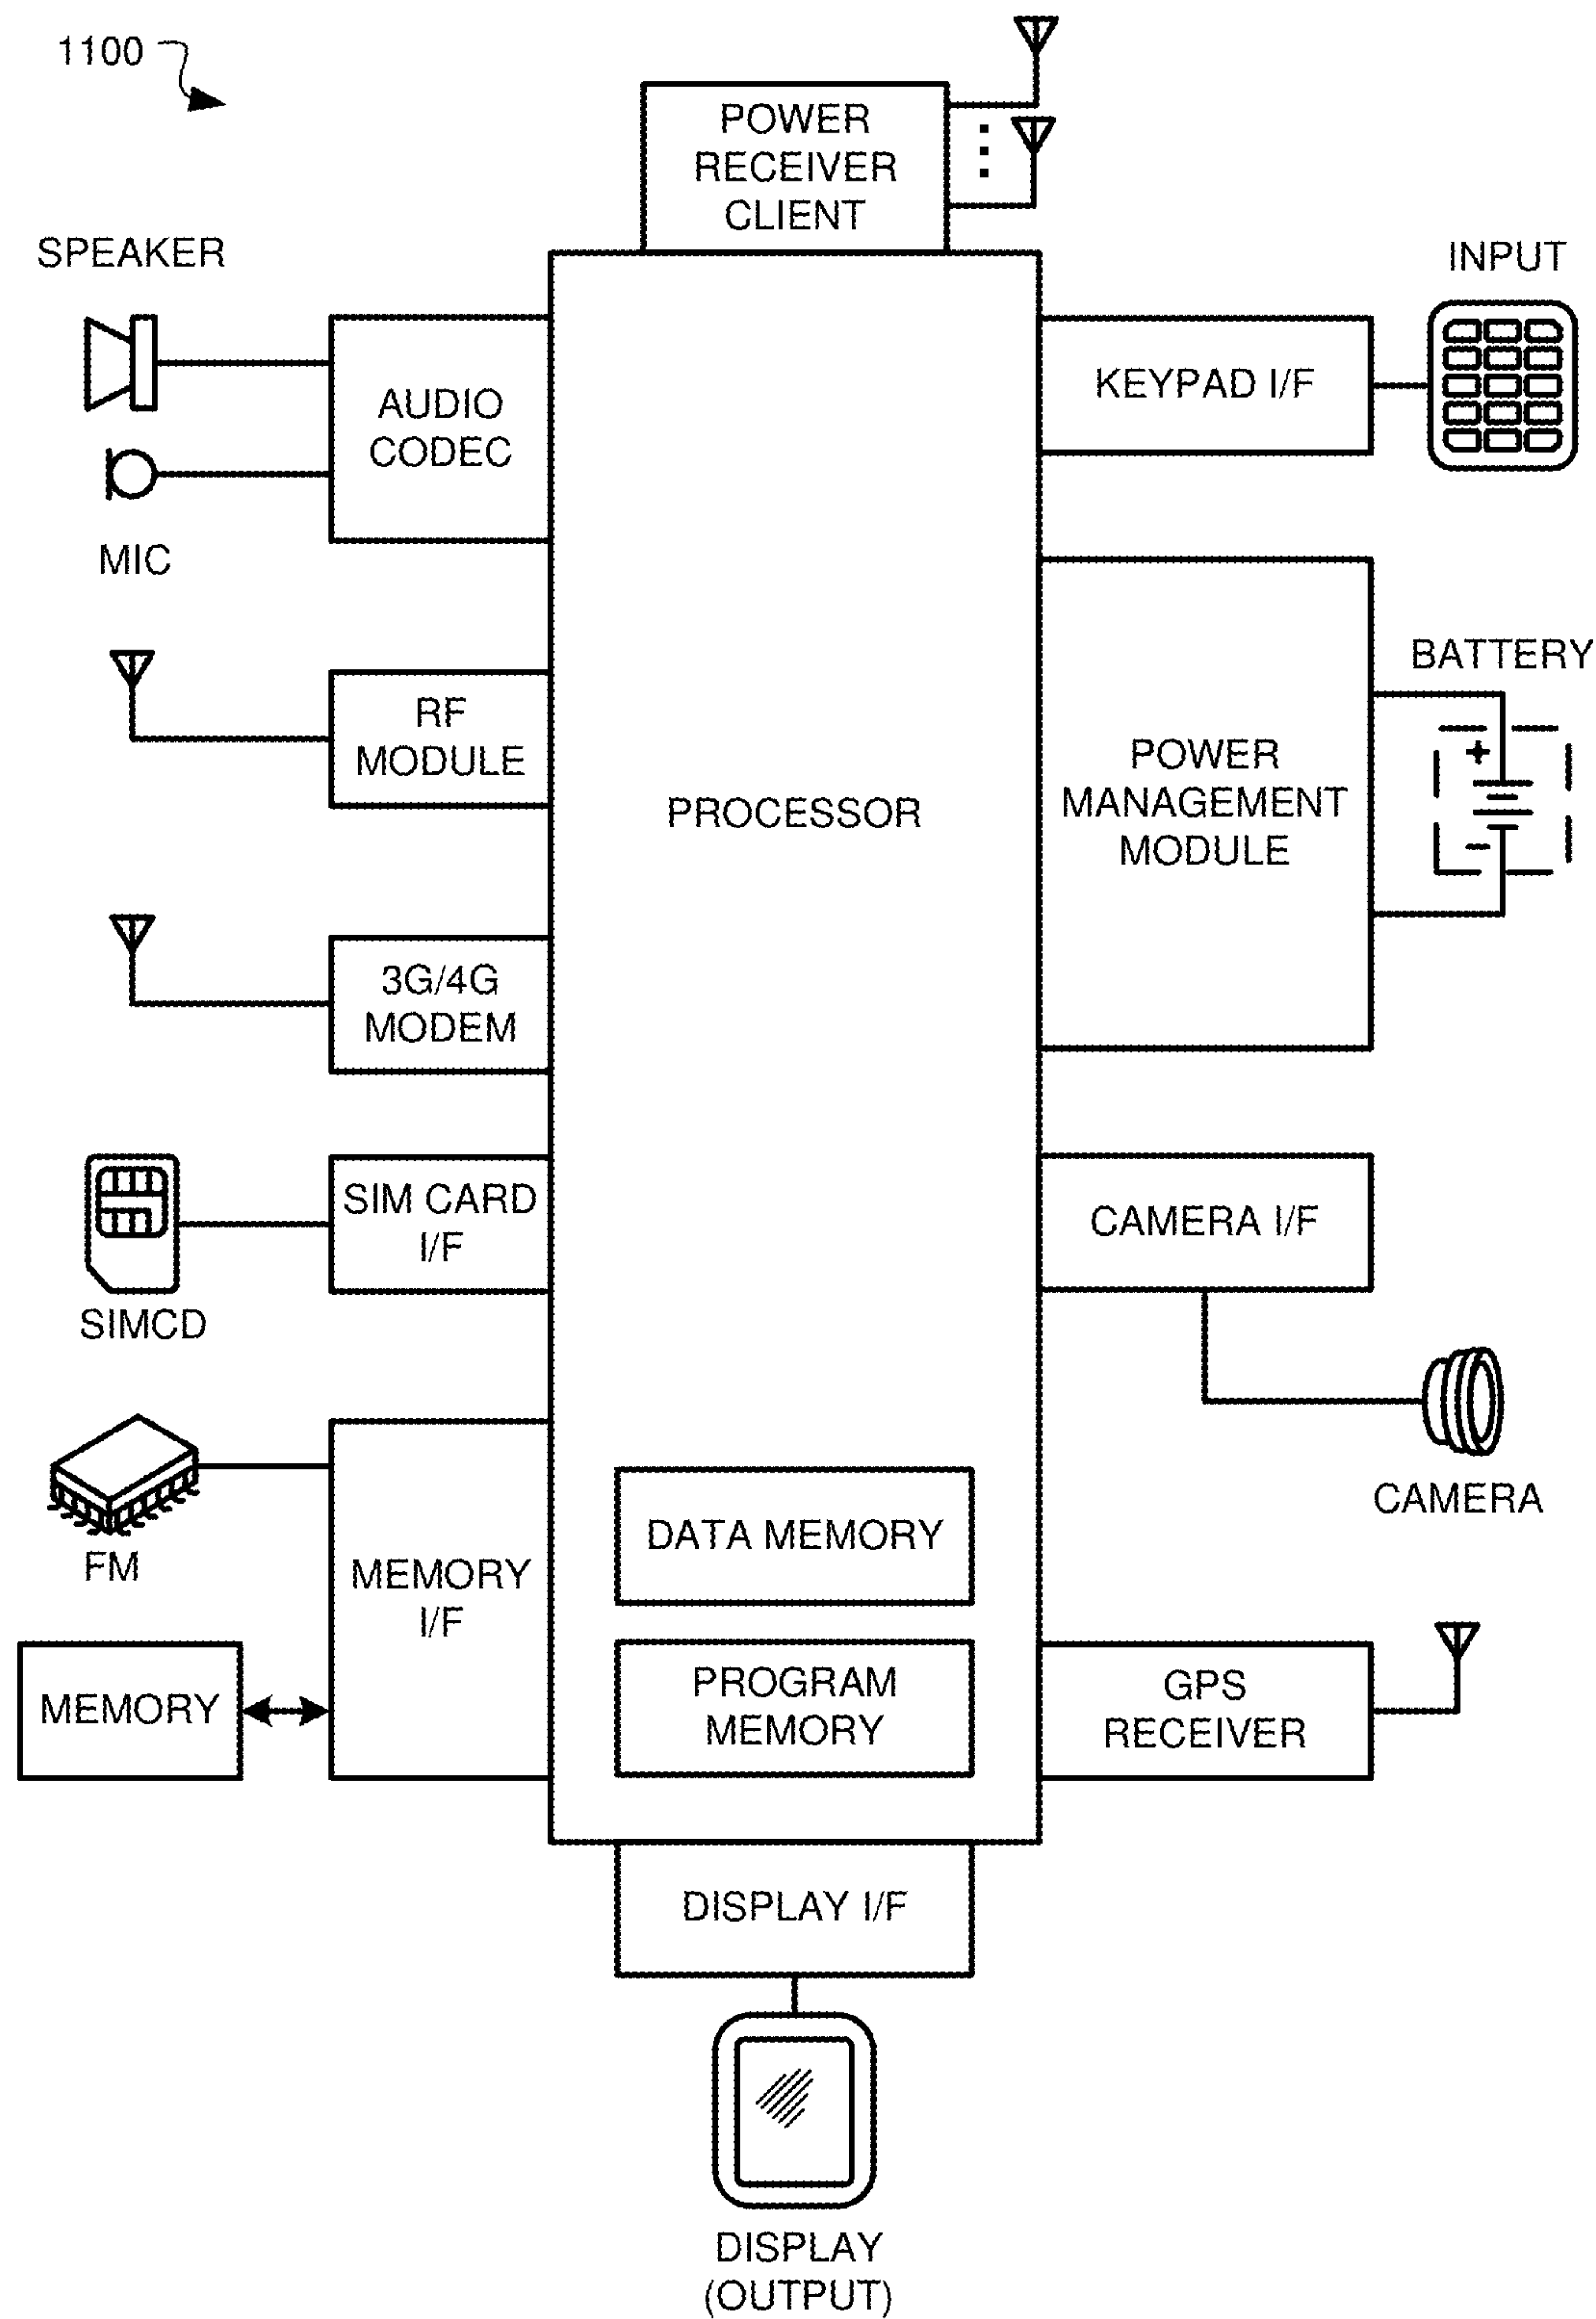 1100
POWER
RECEIVER
CLIENT
SPEAKER
INPUT
AUDIO
CODEC
KEYPAD I/F
MIC
BATTERY
RF
MODULE
PROCESSOR
POWER
MANAGEMENT
MODULE
+
-
3G/4G
MODEM
SIM CARD
I/F
CAMERA I/F
SIMCD
CAMERA
FM
MEMORY
I/F
DATA MEMORY
MEMORY
PROGRAM
MEMORY
GPS
RECEIVER
DISPLAY I/F
DISPLAY
(OUTPUT)